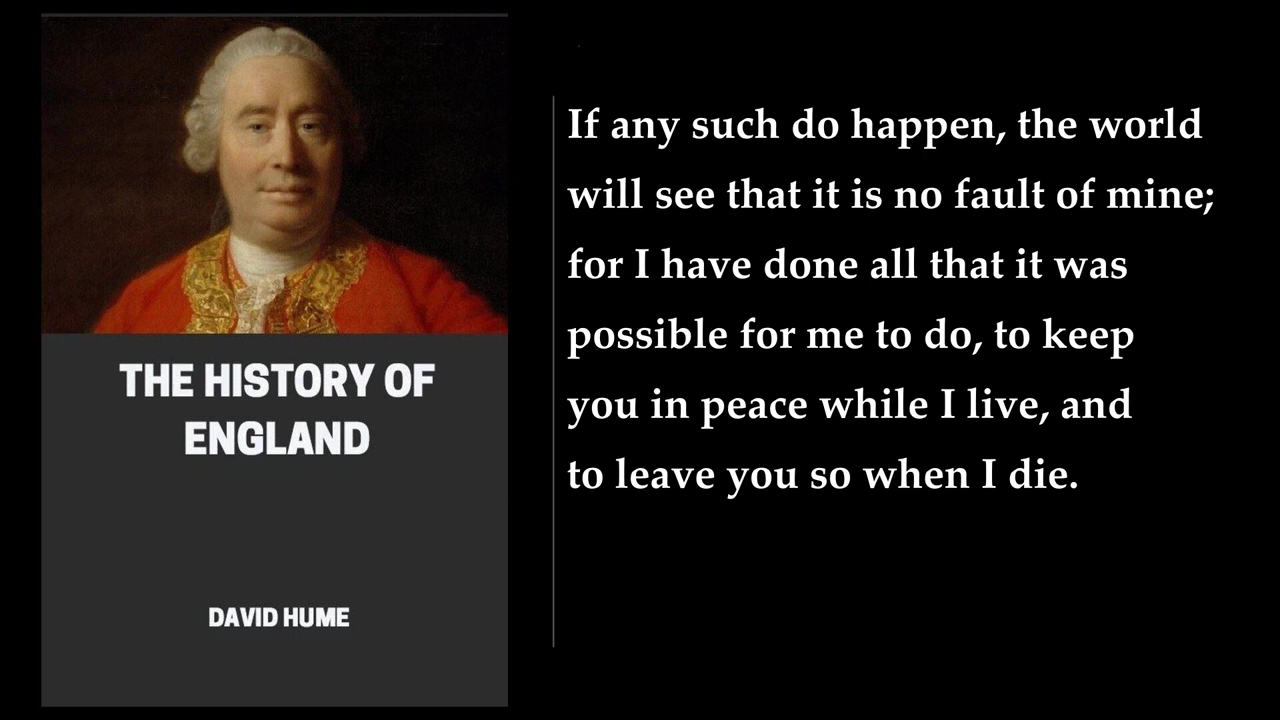 THE HISTORY OF
ENGLAND
DAVID HUME
If any such do happen, the world
will see that it is no fault of mine;
for I have done all that it was
possible for me to do, to keep
you in peace while I live, and
to leave you so when I die.